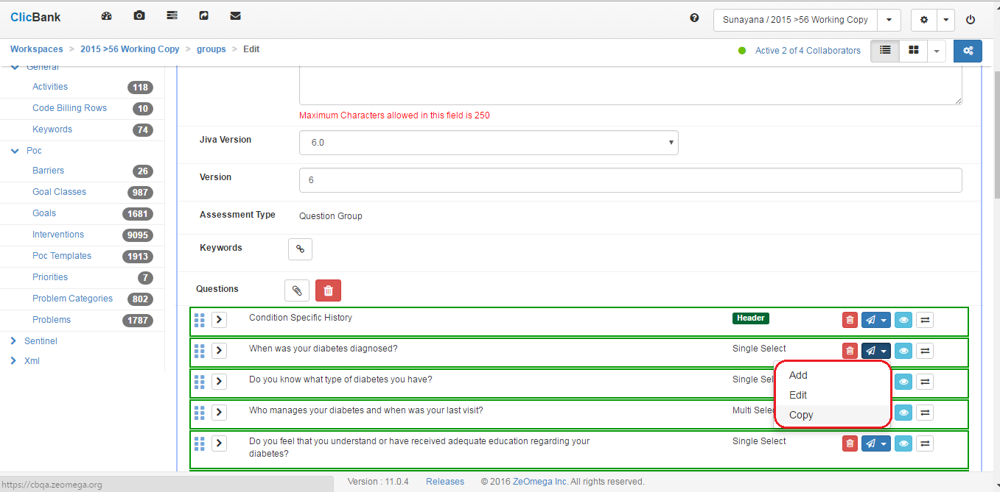 ClicBank
Sunayana / 2015 >56 Working Copy
Workspaces > 2015 >56 Working Copy > groups > Edit
Active 2 of 4 Collaborators
General
Activities 118
Code Billing Rows 10
Keywords 74
Poc
Barriers 26
Goal Classes 987
Goals 1681
Interventions 9095
Poc Templates 1913
Priorities 7
Problem Categories 802
Problems 1787
Sentinel
Xml
Maximum Characters allowed in this field is 250
Jiva Version 6.0
Version 6
Assessment Type Question Group
Keywords
Questions
Condition Specific History Header
When was your diabetes diagnosed? Single Select
Do you know what type of diabetes you have? Single Sel
Who manages your diabetes and when was your last visit? Multi Selec
Do you feel that you understand or have received adequate education regarding your Single Select
diabetes?
Add
Edit
Copy
https://cbqa.zeomega.org
Version : 11.0.4 Releases © 2016 ZeOmega Inc. All rights reserved.